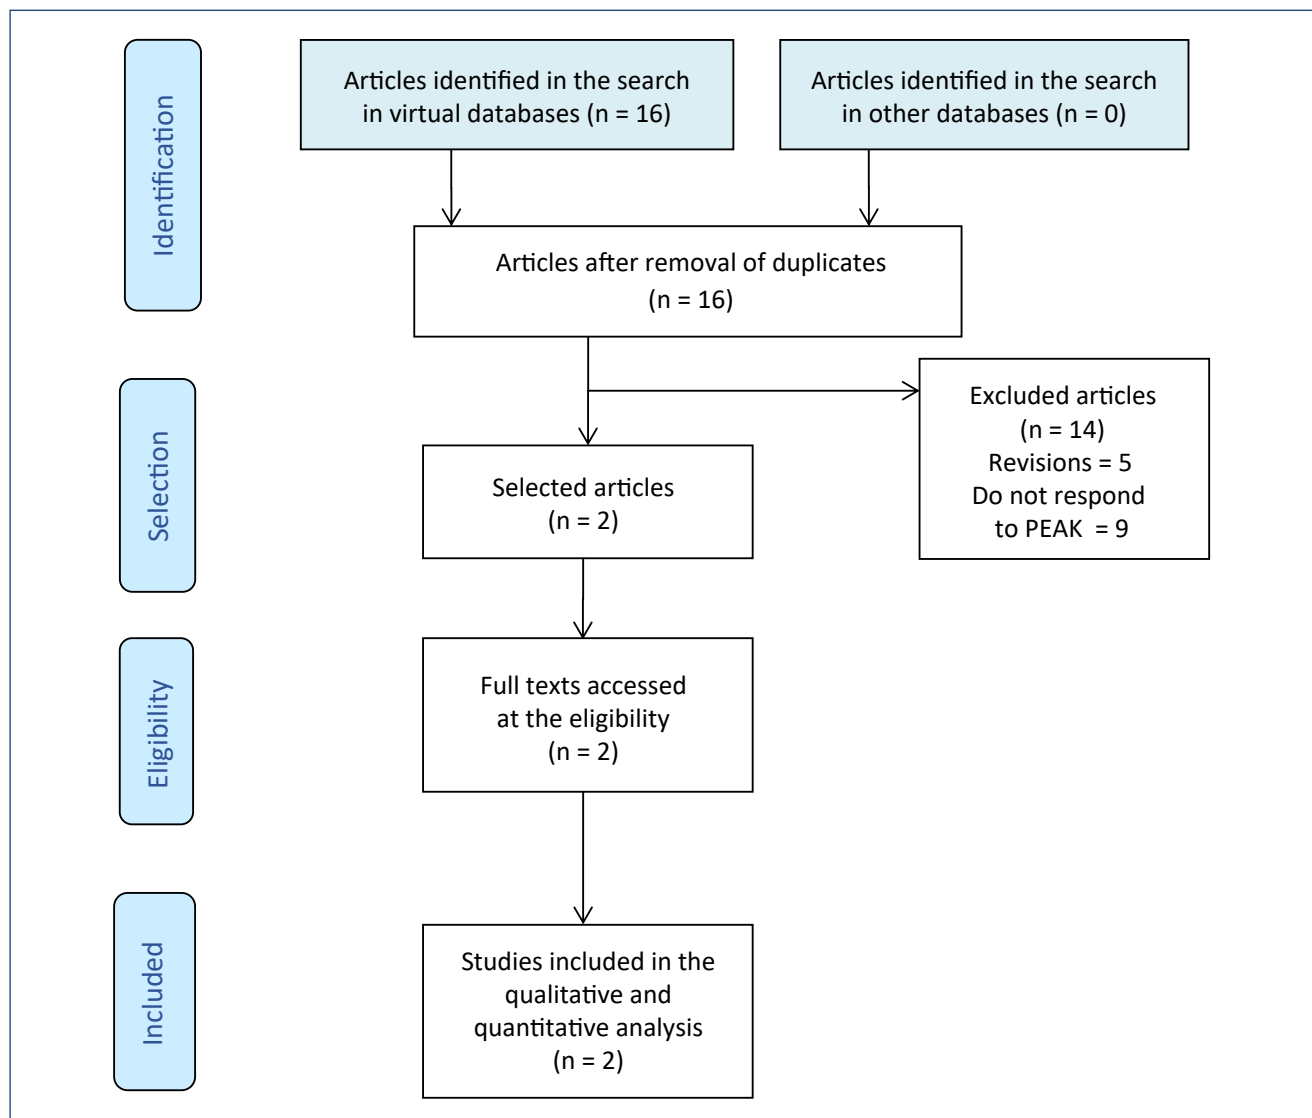 Identification
Articles identified in the search
in virtual databases (n = 16)
Articles identified in the search
in other databases (n = 0)
Articles after removal of duplicates
(n = 16)
Selection
Excluded articles
(n = 14)
Revisions = 5
Do not respond
to PEAK = 9
Selected articles
(n = 2)
Eligibility
Full texts accessed
at the eligibility
(n = 2)
Included
Studies included in the
qualitative and
quantitative analysis
(n = 2)